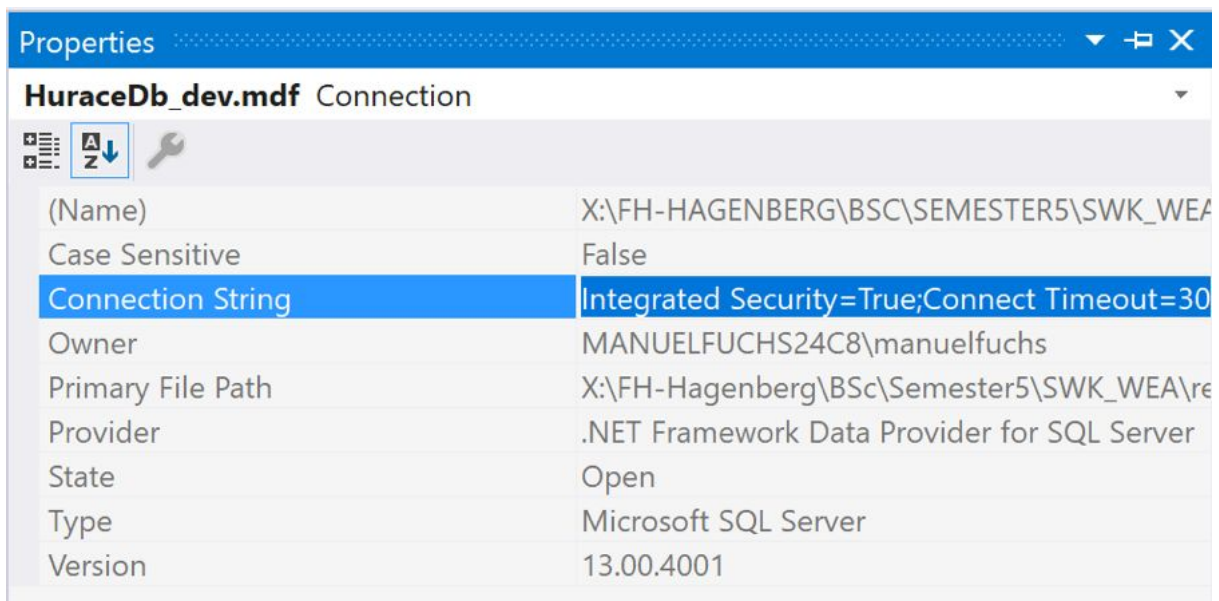 Properties
HuraceDb_dev.mdf Connection
(Name) X:\FH-HAGENBERG\BSC\SEMESTER5\SWK_WEA
Case Sensitive False
Connection String Integrated Security=True;Connect Timeout=30
Owner MANUELFUCHS24C8\manuelfuchs
Primary File Path X:\FH-Hagenberg\BSc\Semester5\SWK_WEA\re
Provider .NET Framework Data Provider for SQL Server
State Open
Type Microsoft SQL Server
Version 13.00.4001